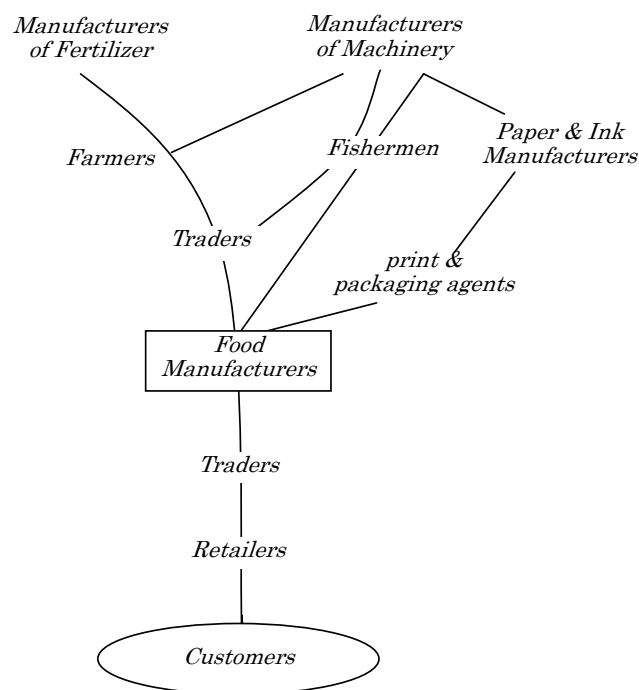 Manufacturers
of Fertilizer
Manufacturers
of Machinery
Paper & Ink
Manufacturers
Farmers
Fishermen
Traders
print &
packaging agents
Food
Manufacturers
Traders
Retailers
Customers